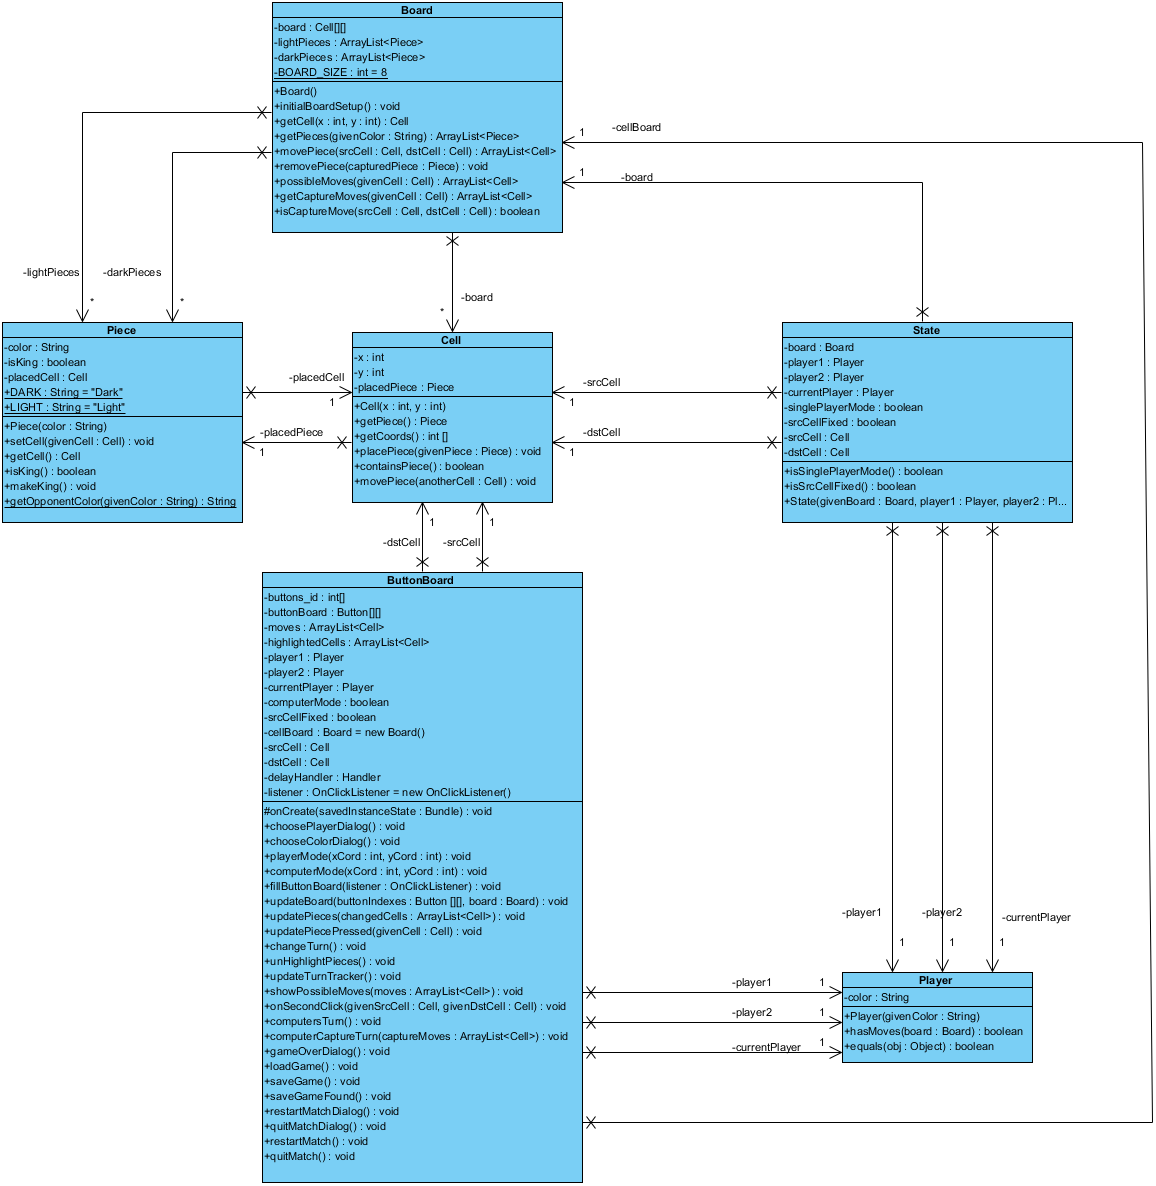 Board
-board : Cell[][]
-lightPieces : ArrayList<Piece>
-darkPieces : ArrayList<Piece>
-BOARD_SIZE : int = 8
+Board()
+initialBoardSetup() : void
+getCell(x : int, y : int) : Cell
+getPieces(givenColor : String) : ArrayList<Piece>
+movePiece(srcCell : Cell, dstCell : Cell) : ArrayList<Cell>
+removePiece(capturedPiece : Piece) : void
+possibleMoves(givenCell : Cell) : ArrayList<Cell>
+getCaptureMoves(givenCell : Cell) : ArrayList<Cell>
+isCaptureMove(srcCell : Cell, dstCell : Cell) : boolean
1
-cellBoard
1
-board
-lightPieces
*
-darkPieces
*
-board
*
Piece
-color : String
-isKing : boolean
-placedCell : Cell
+DARK : String = "Dark"
+LIGHT : String = "Light"
+Piece(color : String)
+setCell(givenCell : Cell) : void
+getCell() : Cell
+isKing() : boolean
+makeKing() : void
+getOpponentColor(givenColor : String) : String
-placedCell
1
-placedPiece
1
Cell
-x : int
-y : int
-placedPiece : Piece
+Cell(x : int, y : int)
+getPiece() : Piece
+getCoords() : int []
+placePiece(givenPiece : Piece) : void
+containsPiece() : boolean
+movePiece(anotherCell : Cell) : void
-srcCell
1
-dstCell
1
State
-board : Board
-player1 : Player
-player2 : Player
-currentPlayer : Player
-singlePlayerMode : boolean
-srcCellFixed : boolean
-srcCell : Cell
-dstCell : Cell
+isSinglePlayerMode() : boolean
+isSrcCellFixed() : boolean
+State(givenBoard : Board, player1 : Player, player2 : Pl...
1
-dstCell
1
-srcCell
ButtonBoard
-buttons_id : int[]
-buttonBoard : Button[][]
-moves : ArrayList<Cell>
-highlightedCells : ArrayList<Cell>
-player1 : Player
-player2 : Player
-currentPlayer : Player
-computerMode : boolean
-srcCellFixed : boolean
-cellBoard : Board = new Board()
-srcCell : Cell
-dstCell : Cell
-delayHandler : Handler
-listener : OnClickListener = new OnClickListener()
#onCreate(savedInstanceState : Bundle) : void
+choosePlayerDialog() : void
+chooseColorDialog() : void
+playerMode(xCord : int, yCord : int) : void
+computerMode(xCord : int, yCord : int) : void
+fillButtonBoard(listener : OnClickListener) : void
+updateBoard(buttonIndexes : Button [][], board : Board) : void
+updatePieces(changedCells : ArrayList<Cell>) : void
+updatePiecePressed(givenCell : Cell) : void
+changeTurn() : void
+unHighlightPieces() : void
+updateTurnTracker() : void
+showPossibleMoves(moves : ArrayList<Cell>) : void
+onSecondClick(givenSrcCell : Cell, givenDstCell : Cell) : void
+computersTurn() : void
+computerCaptureTurn(captureMoves : ArrayList<Cell>) : void
+gameOverDialog() : void
+loadGame() : void
+saveGame() : void
+saveGameFound() : void
+restartMatchDialog() : void
+quitMatchDialog() : void
+restartMatch() : void
+quitMatch() : void
-player1
1
-player2
1
-currentPlayer
1
-player1
1
-player2
1
-currentPlayer
1
Player
-color : String
+Player(givenColor : String)
+hasMoves(board : Board) : boolean
+equals(obj : Object) : boolean